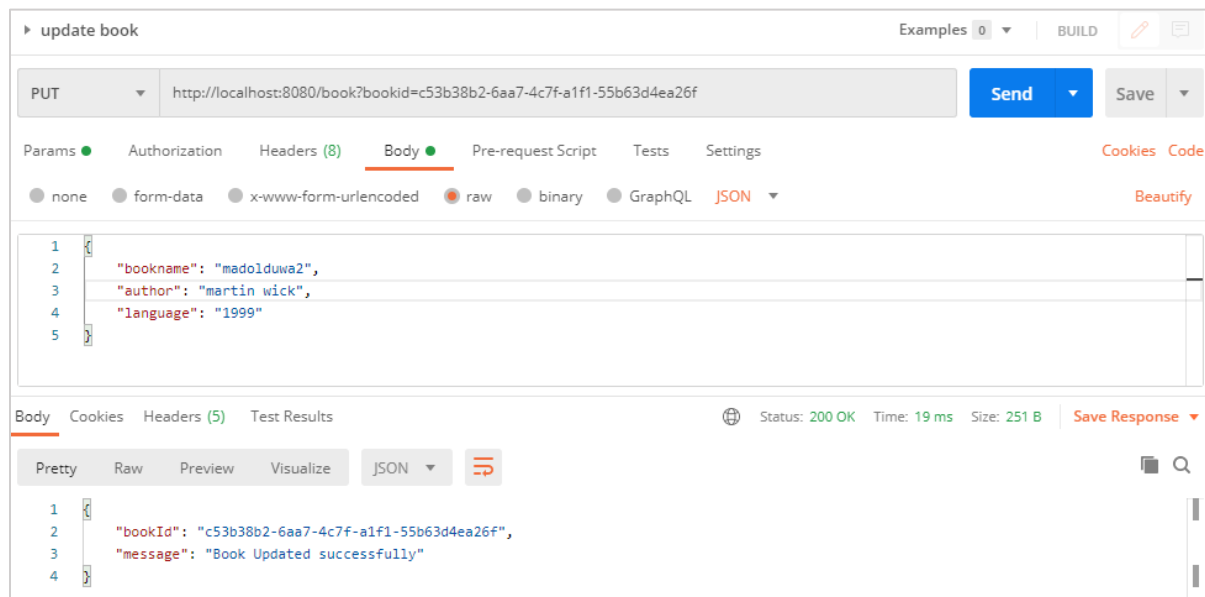 update book Examples 0 BUILD
PUT http://localhost:8080/book?bookid=c53b38b2-6aa7-4c7f-a1f1-55b63d4ea26f Send Save
Params Authorization Headers (8) Body Pre-request Script Tests Settings Cookies Code
none form-data x-www-form-urlencoded raw binary GraphQL JSON Beautify
1 {
2 "bookname": "madolduwa2",
3 "author": "martin wick",
4 "language": "1999"
5 }
Body Cookies Headers (5) Test Results Status: 200 OK Time: 19 ms Size: 251 B Save Response
Pretty Raw Preview Visualize JSON
1 {
2 "bookId": "c53b38b2-6aa7-4c7f-a1f1-55b63d4ea26f",
3 "message": "Book Updated successfully"
4 }